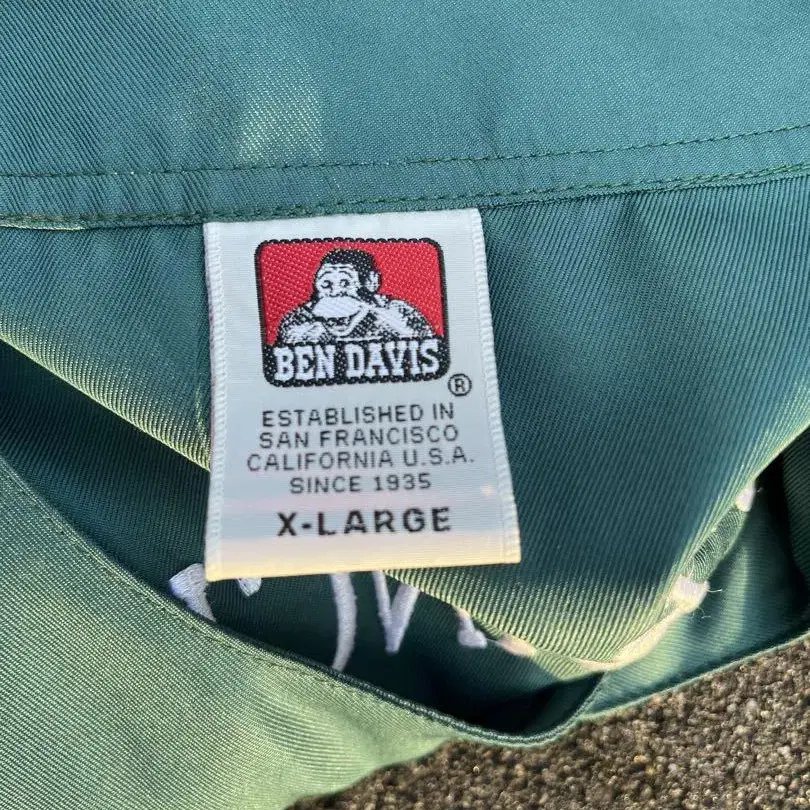 BEN DAVIS
®
ESTABLISHED IN
SAN FRANCISCO
CALIFORNIA U.S.A.
SINCE 1935
X-LARGE